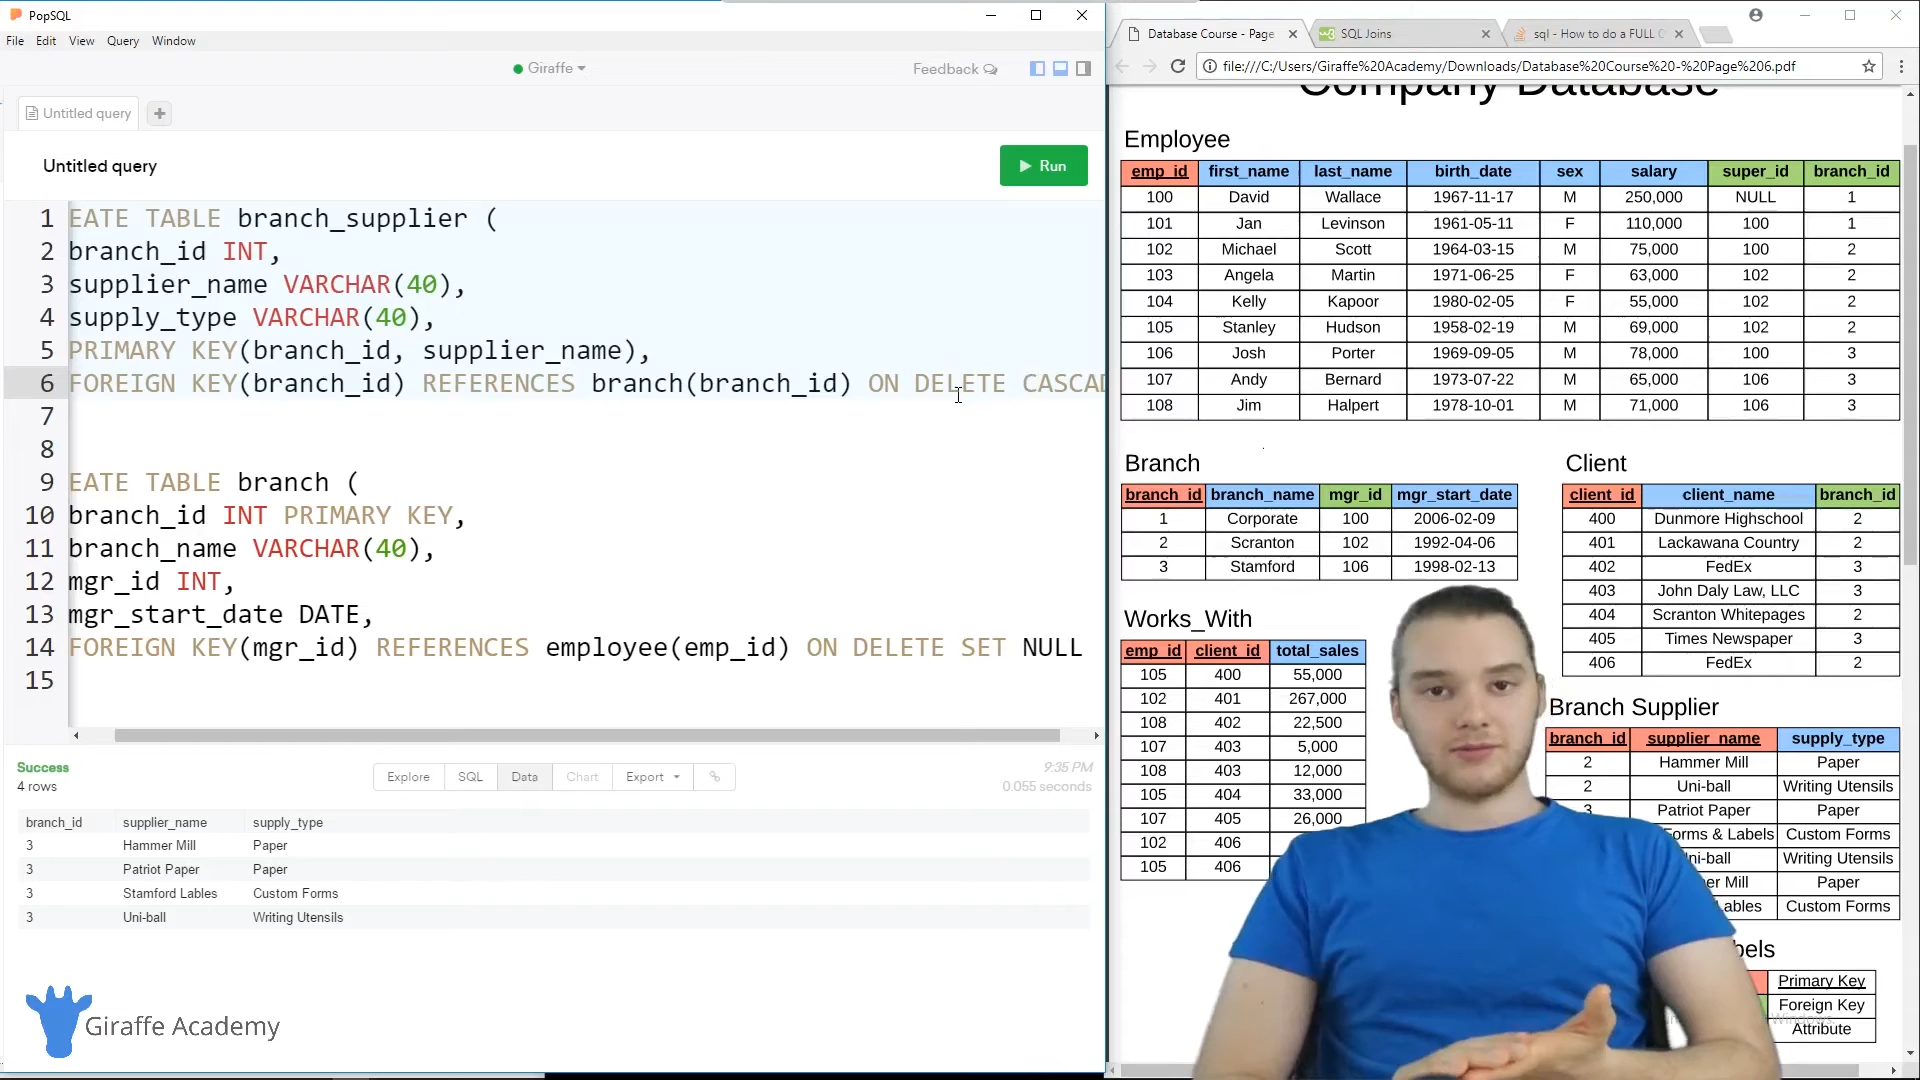 PopSQL
File Edit View Query Window
Giraffe
Feedback
Untitled query
Untitled query
Run
1 EATE TABLE branch_supplier (
2 branch_id INT,
3 supplier_name VARCHAR(40),
4 supply_type VARCHAR(40),
5 PRIMARY KEY(branch_id, supplier_name),
6 FOREIGN KEY(branch_id) REFERENCES branch(branch_id) ON DELETE CASCAD
7
8
9 EATE TABLE branch (
10 branch_id INT PRIMARY KEY,
11 branch_name VARCHAR(40),
12 mgr_id INT,
13 mgr_start_date DATE,
14 FOREIGN KEY(mgr_id) REFERENCES employee(emp_id) ON DELETE SET NULL
15
Success
4 rows
Explore SQL Data Chart Export
9:35 PM
0.055 seconds
branch_id supplier_name supply_type
3 Hammer Mill Paper
3 Patriot Paper Paper
3 Stamford Lables Custom Forms
3 Uni-ball Writing Utensils
Giraffe Academy
Database Course - Page
SQL Joins
sql - How to do a FULL
file:///C:/Users/Giraffe%20Academy/Downloads/Database%20Course%20-%20Page%206.pdf
Company Database
Employee
emp_id first_name last_name birth_date sex salary super_id branch_id
100 David Wallace 1967-11-17 M 250,000 NULL 1
101 Jan Levinson 1961-05-11 F 110,000 100 1
102 Michael Scott 1964-03-15 M 75,000 100 2
103 Angela Martin 1971-06-25 F 63,000 102 2
104 Kelly Kapoor 1980-02-05 F 55,000 102 2
105 Stanley Hudson 1958-02-19 M 69,000 102 2
106 Josh Porter 1969-09-05 M 78,000 100 3
107 Andy Bernard 1973-07-22 M 65,000 106 3
108 Jim Halpert 1978-10-01 M 71,000 106 3
Branch
branch_id branch_name mgr_id mgr_start_date
1 Corporate 100 2006-02-09
2 Scranton 102 1992-04-06
3 Stamford 106 1998-02-13
Client
client_id client_name branch_id
400 Dunmore Highschool 2
401 Lackawana Country 2
402 FedEx 3
403 John Daly Law, LLC 3
404 Scranton Whitepages 2
405 Times Newspaper 3
406 FedEx 2
Works_With
emp_id client_id total_sales
105 400 55,000
102 401 267,000
108 402 22,500
107 403 5,000
108 403 12,000
105 404 33,000
107 405 26,000
102 406
105 406
Branch Supplier
branch_id supplier_name supply_type
2 Hammer Mill Paper
2 Uni-ball Writing Utensils
3 Patriot Paper Paper
orms & Labels Custom Forms
ni-ball Writing Utensils
er Mill Paper
ables Custom Forms
bels
Primary Key
Foreign Key
Attribute